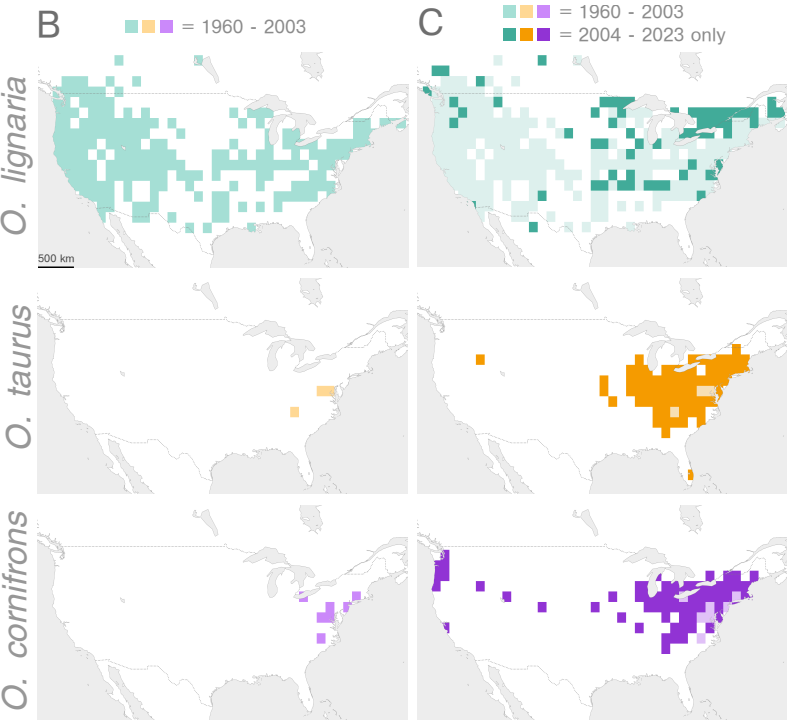 B
= 1960 - 2003
C
= 1960 - 2003
= 2004 - 2023 only
O. lignaria
500 km
O. taurus
O. cornifrons